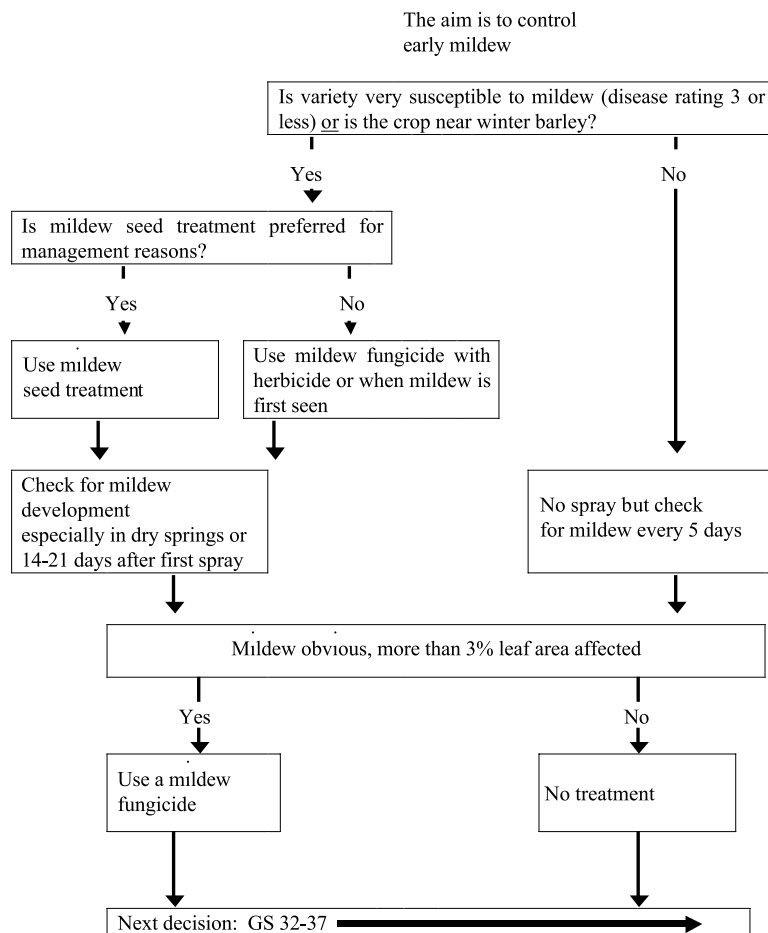 The aim is to control
early mildew
Is variety very susceptible to mildew (disease rating 3 or
less) or is the crop near winter barley?
Yes
No
Is mildew seed treatment preferred for
management reasons?
Yes
No
Use mildew
seed treatment
Use mildew fungicide with
herbicide or when mildew is
first seen
Check for mildew
development
especially in dry springs or
14-21 days after first spray
No spray but check
for mildew every 5 days
Mildew obvious, more than 3% leaf area affected
Yes
No
Use a mildew
fungicide
No treatment
Next decision: GS 32-37